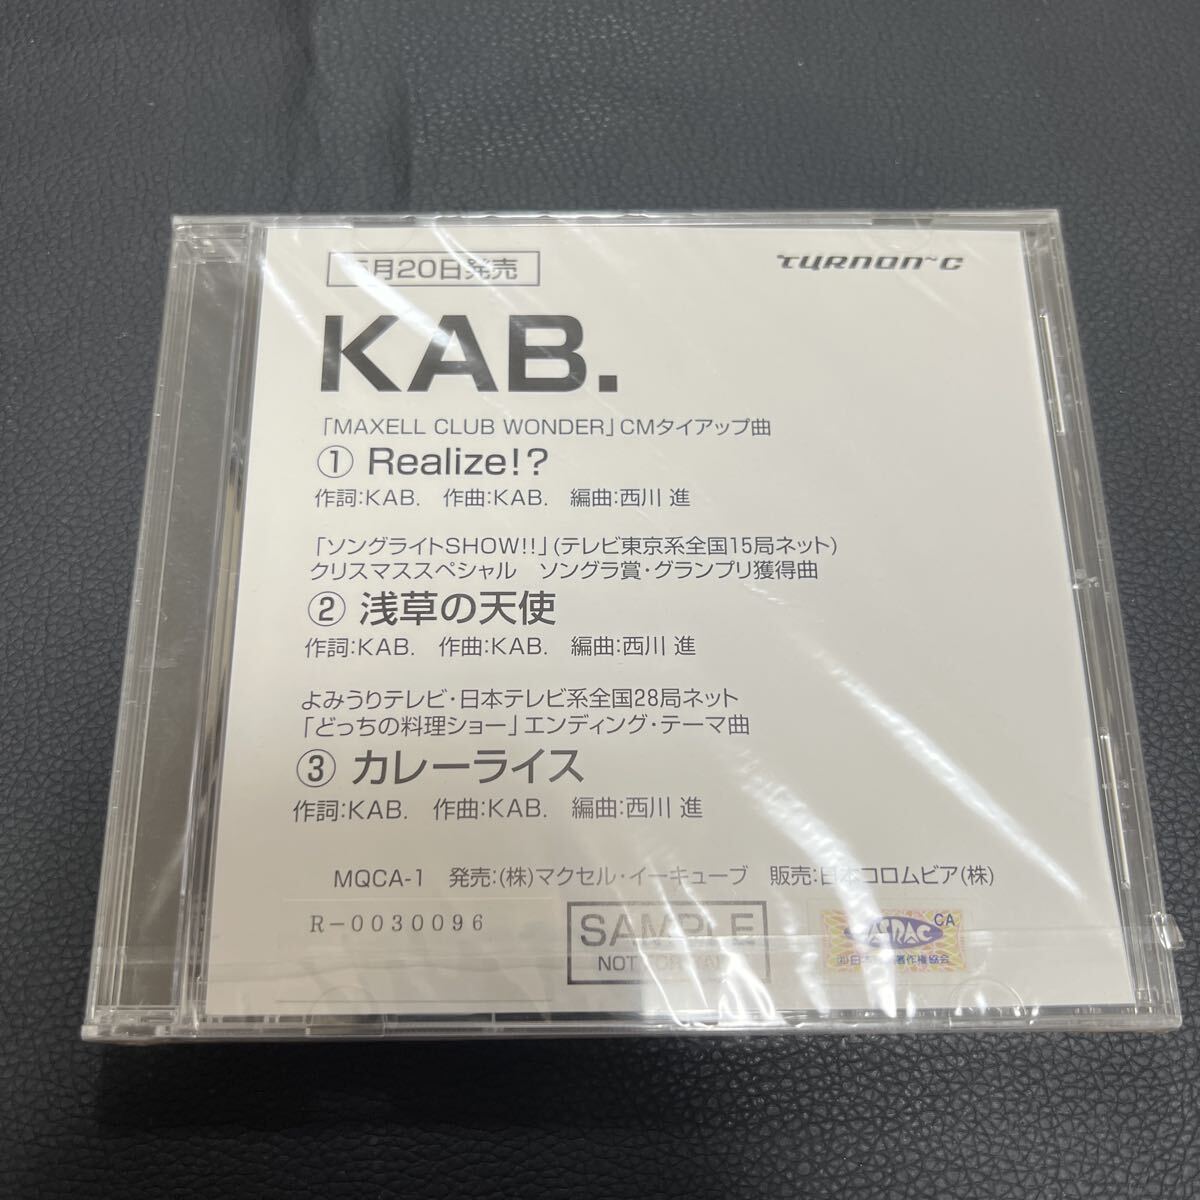 月20日発売
TURNON~C
KAB.
「MAXELL CLUB WONDER」CMタイアップ曲
① Realize!?
作詞:KAB. 作曲:KAB. 編曲:西川 進
「ソングライトSHOW!!」(テレビ東京系全国15局ネット)
クリスマススペシャル ソングラ賞・グランプリ獲得曲
② 浅草の天使
作詞:KAB. 作曲:KAB. 編曲:西川 進
よみうりテレビ・日本テレビ系全国28局ネット
「どっちの料理ショー」エンディング・テーマ曲
③ カレーライス
作詞:KAB. 作曲:KAB. 編曲:西川 進
MQCA-1 発売:(株)マクセル・イーキューブ 販売:日本コロムビア(株)
R-0030096
SAMPLE
NOT FOR SALE
JASRAC CA
著作権協会